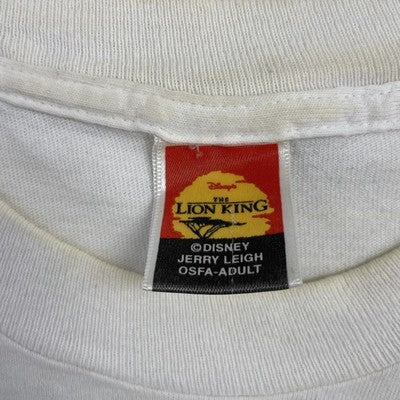 Disney's
THE
LION KING
©DISNEY
JERRY LEIGH
OSFA-ADULT